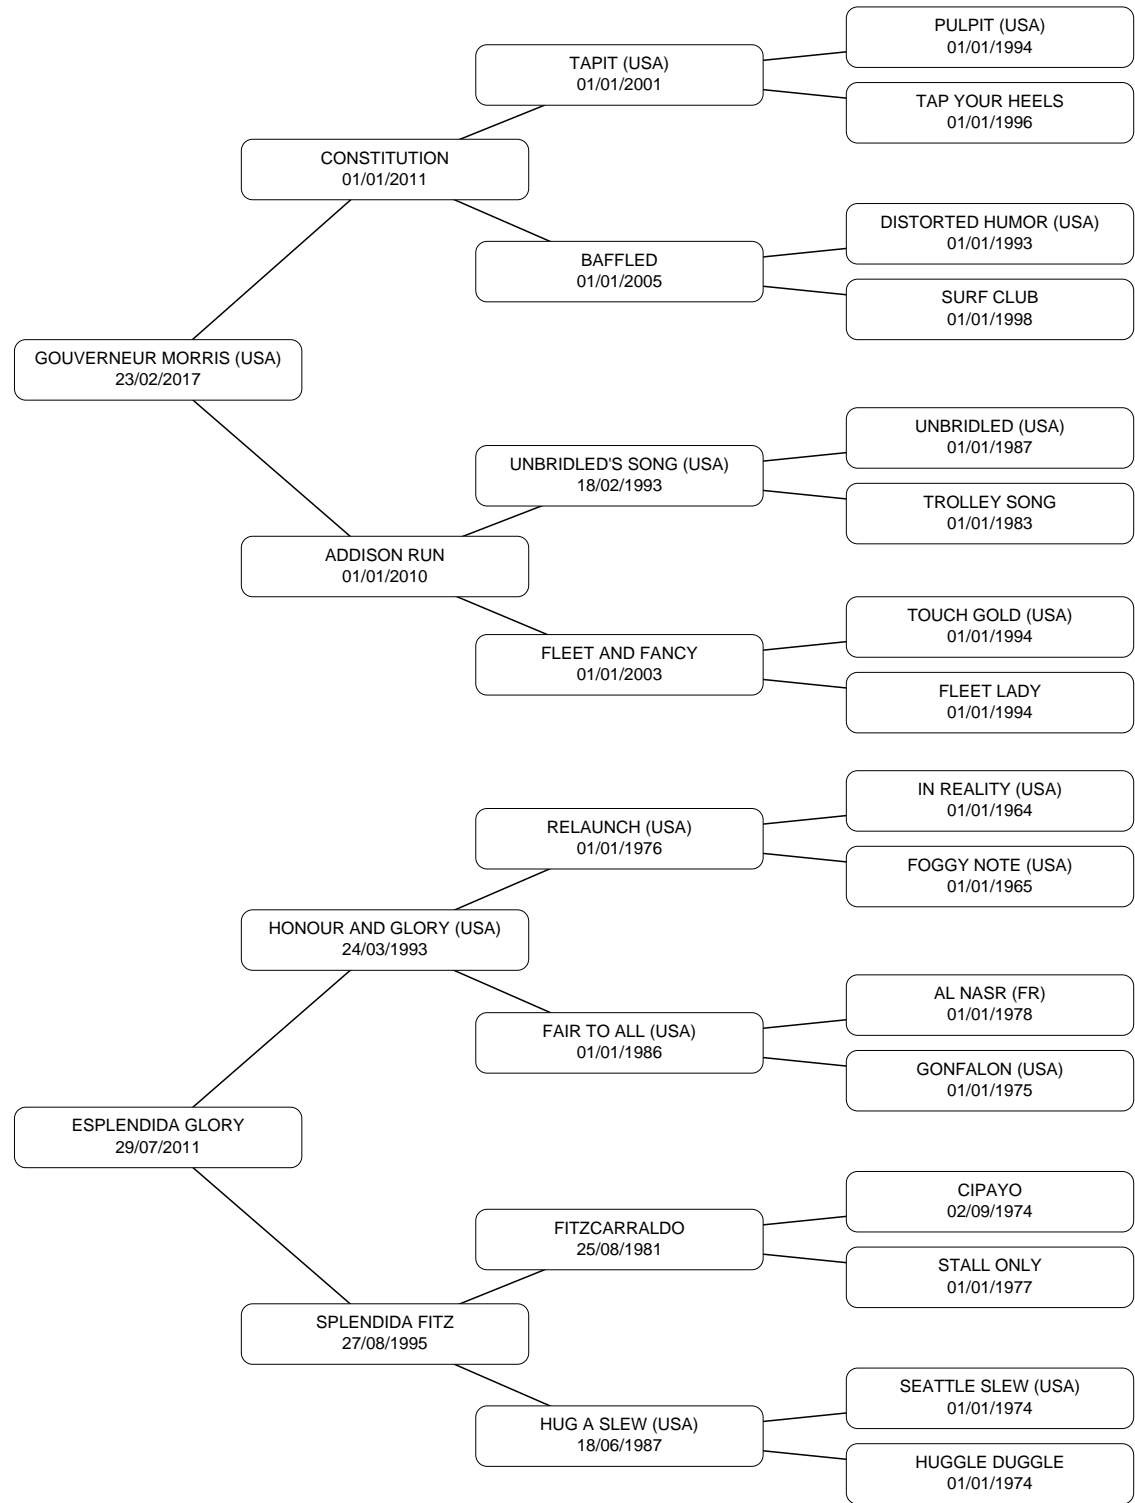 PULPIT (USA)
01/01/1994
TAPIT (USA)
01/01/2001
TAP YOUR HEELS
01/01/1996
CONSTITUTION
01/01/2011
DISTORTED HUMOR (USA)
01/01/1993
BAFFLED
01/01/2005
SURF CLUB
01/01/1998
GOUVERNEUR MORRIS (USA)
23/02/2017
UNBRIDLED (USA)
01/01/1987
UNBRIDLED'S SONG (USA)
18/02/1993
TROLLEY SONG
01/01/1983
ADDISON RUN
01/01/2010
TOUCH GOLD (USA)
01/01/1994
FLEET AND FANCY
01/01/2003
FLEET LADY
01/01/1994
IN REALITY (USA)
01/01/1964
RELAUNCH (USA)
01/01/1976
FOGGY NOTE (USA)
01/01/1965
HONOUR AND GLORY (USA)
24/03/1993
AL NASR (FR)
01/01/1978
FAIR TO ALL (USA)
01/01/1986
GONFALON (USA)
01/01/1975
ESPLENDIDA GLORY
29/07/2011
CIPAYO
02/09/1974
FITZCARRALDO
25/08/1981
STALL ONLY
01/01/1977
SPLENDIDA FITZ
27/08/1995
SEATTLE SLEW (USA)
01/01/1974
HUG A SLEW (USA)
18/06/1987
HUGGLE DUGGLE
01/01/1974